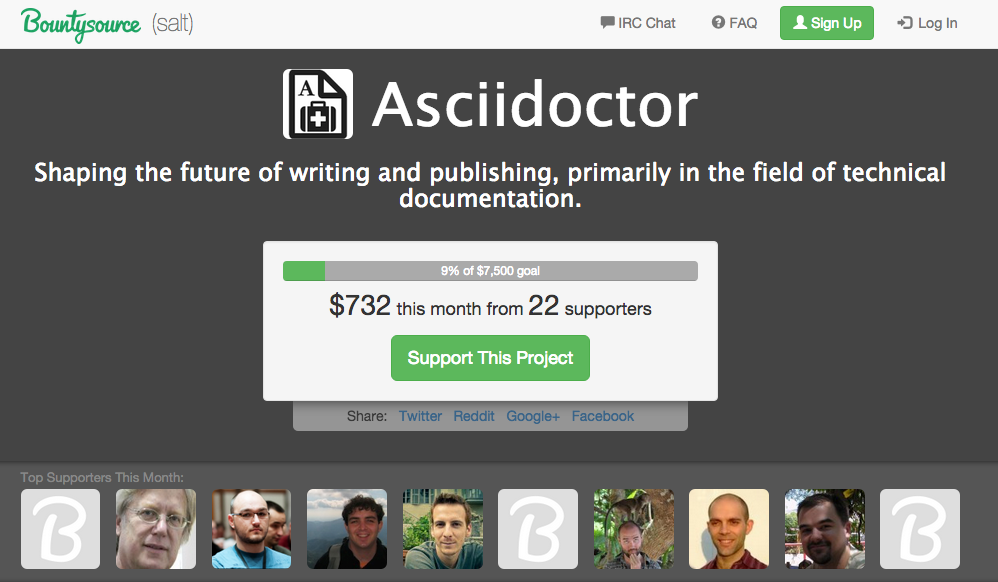 Bountysource (salt)
IRC Chat
FAQ
Sign Up
Log In
A
Asciidoctor
Shaping the future of writing and publishing, primarily in the field of technical
documentation.
9% of $7,500 goal
$732 this month from 22 supporters
Support This Project
Share: Twitter Reddit Google+ Facebook
Top Supporters This Month:
B
B
B